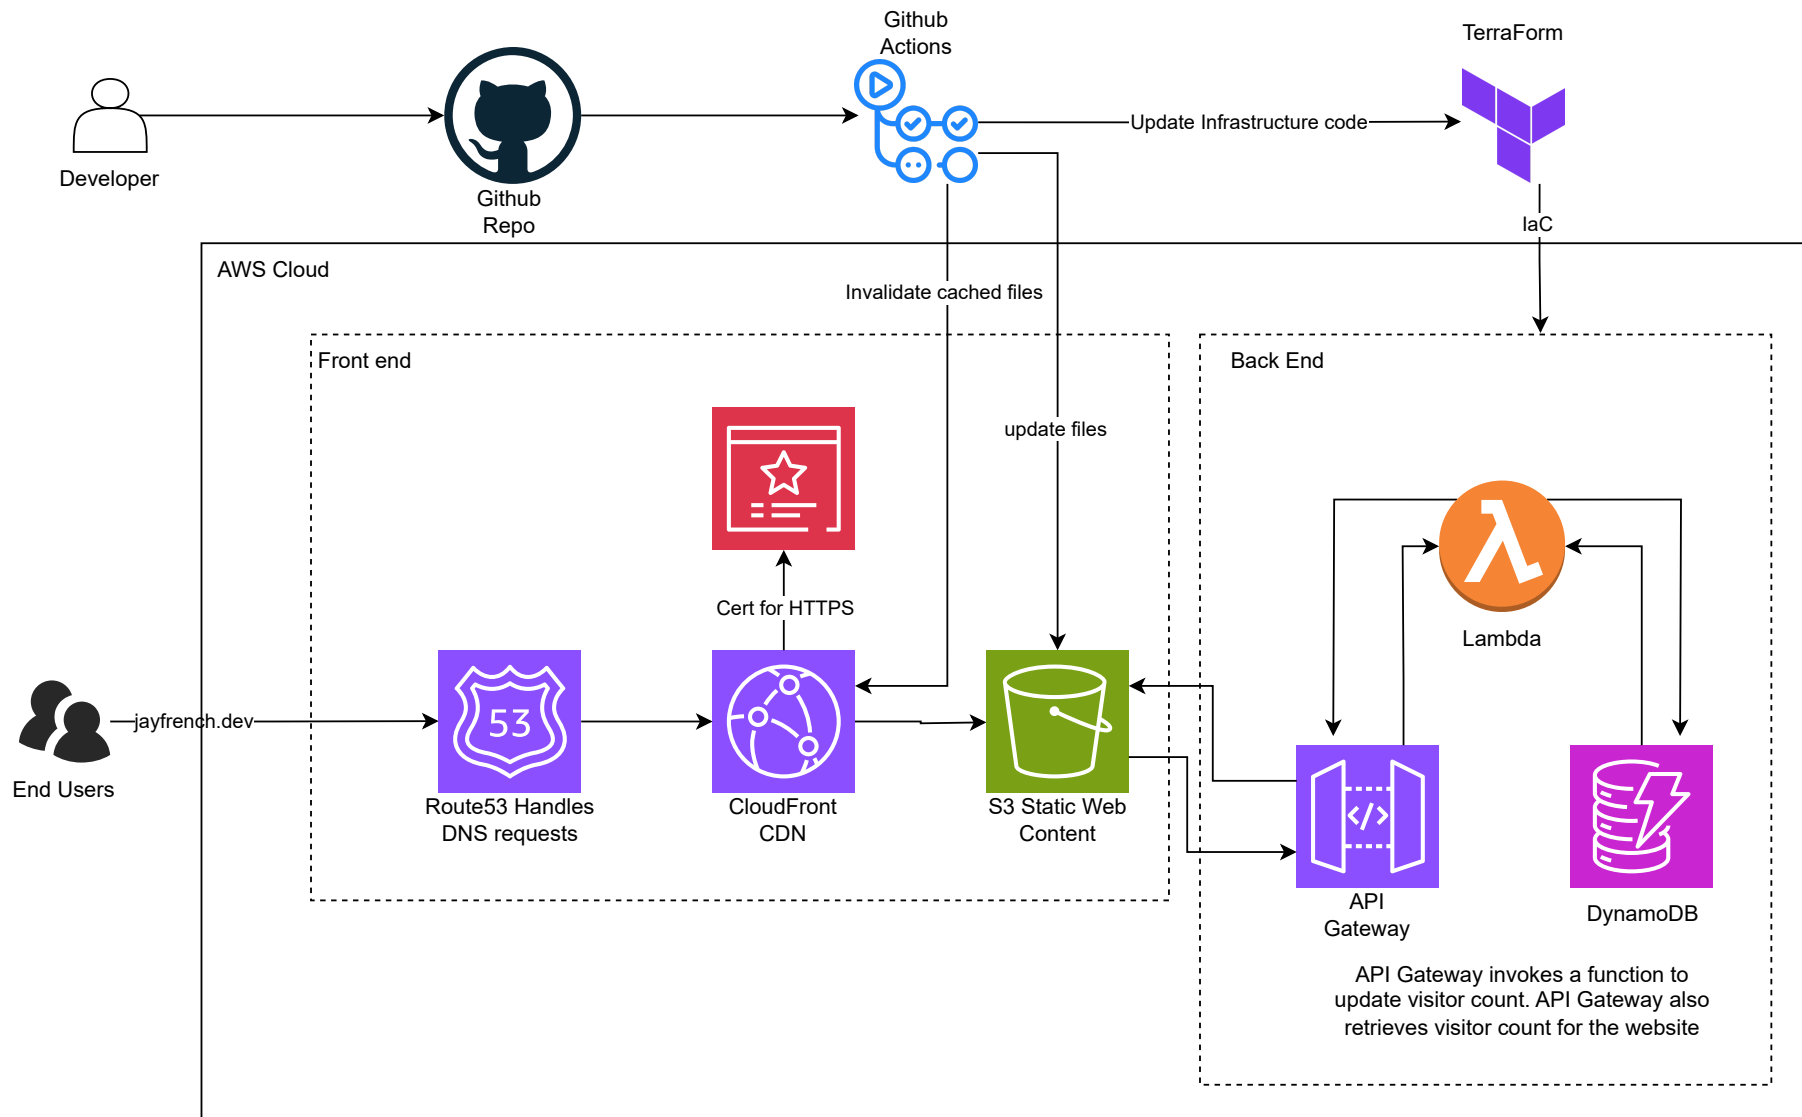 Github
Actions
TerraForm
Update Infrastructure code
Developer
Github
Repo
IaC
AWS Cloud
Invalidate cached files
Front end
Back End
update files
Cert for HTTPS
Lambda
jayfrench.dev
53
End Users
Route53 Handles
DNS requests
CloudFront
CDN
S3 Static Web
Content
API
Gateway
DynamoDB
API Gateway invokes a function to
update visitor count. API Gateway also
retrieves visitor count for the website